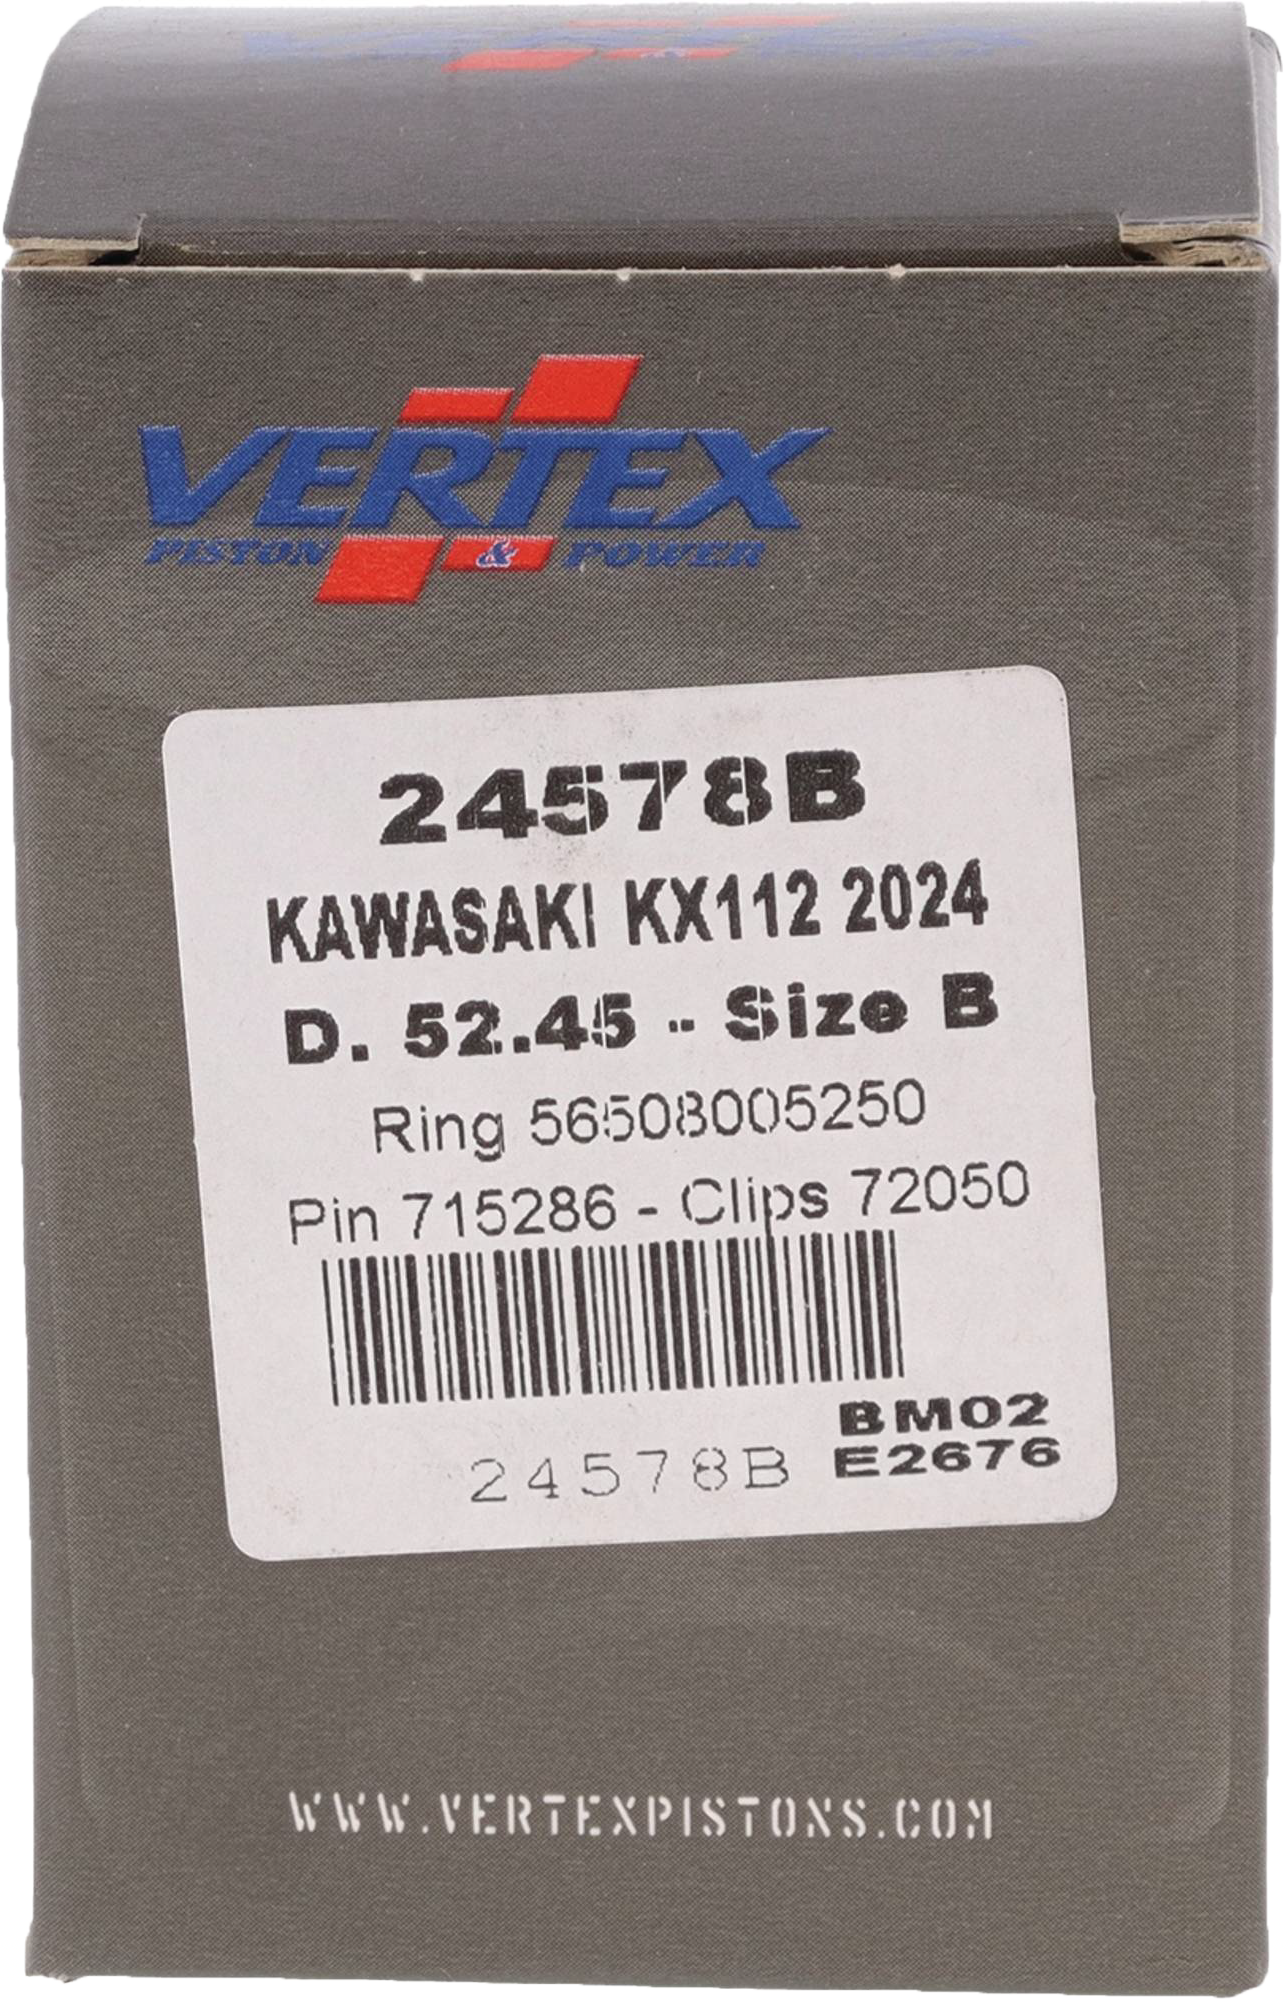 VERTEX
PISTON & POWER
24578B
KAWASAKI KX112 2024
D. 52.45 - Size B
Ring 56508005250
Pin 715286 - Clips 72050
BM02
24578B E2676
WWW.VERTEXPISTONS.COM